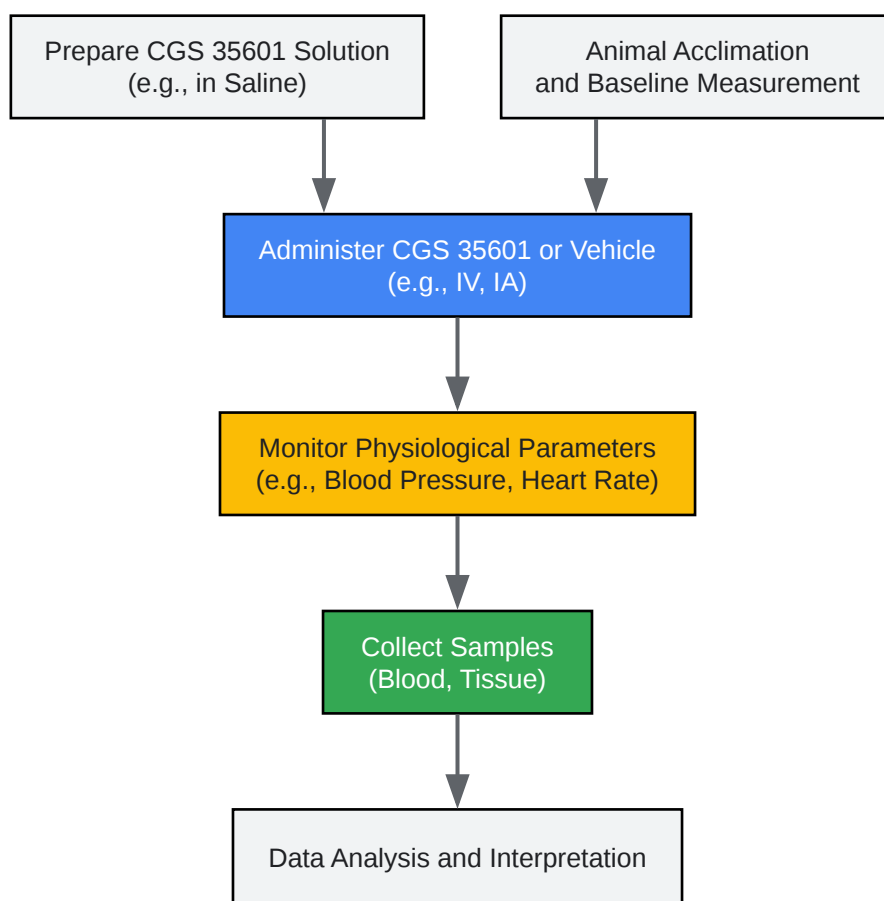 Prepare CGS 35601 Solution
(e.g., in Saline)
Animal Acclimation
and Baseline Measurement
Administer CGS 35601 or Vehicle
(e.g., IV, IA)
Monitor Physiological Parameters
(e.g., Blood Pressure, Heart Rate)
Collect Samples
(Blood, Tissue)
Data Analysis and Interpretation